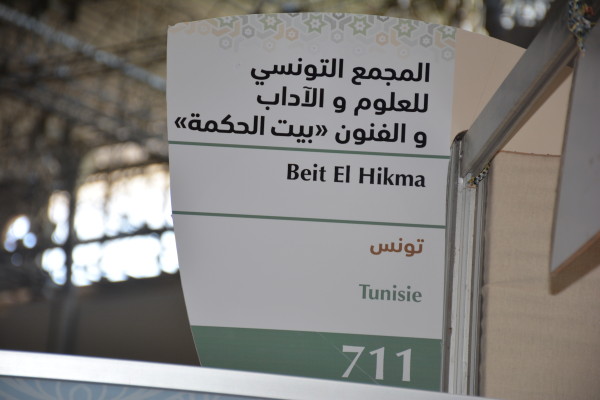 المجمع التونسي
للعلوم و الآداب
و الفنون «بيت الحكمة»
Beit El Hikma
تونس
Tunisie
711